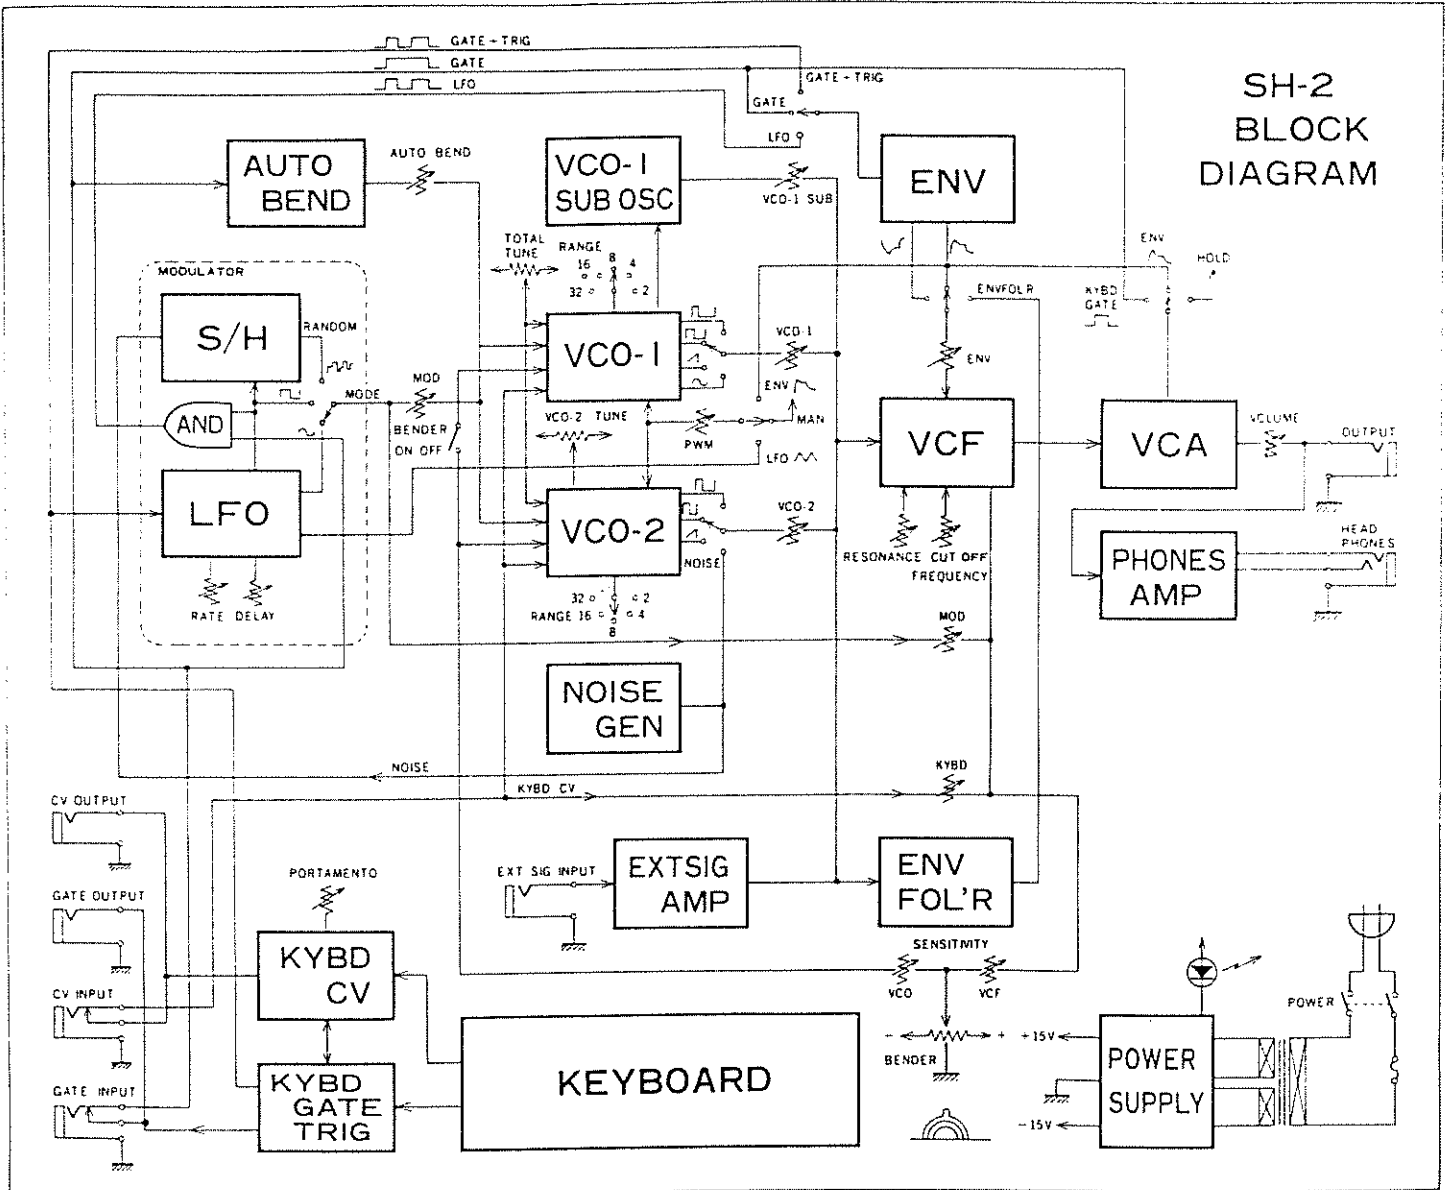 GATE + TRIG
GATE
LFO
SH-2
BLOCK
DIAGRAM
GATE + TRIG
GATE
LFO
AUTO
BEND
AUTO BEND
VCO-1
SUB OSC
VCO-1 SUB
ENV
TOTAL
TUNE
RANGE
16
8
4
32
2
ENV
HOLD
KYBD
GATE
ENVFOL R
MODULATOR
S/H
RANDOM
VCO-1
VCO-1
ENV
MOD
MODE
AND
BENDER
ON OFF
VCO-2 TUNE
PWM
ENV
MAN
LFO
VCF
VCA
VOLUME
OUTPUT
LFO
VCO-2
VCO-2
NOISE
RESONANCE
CUT OFF
FREQUENCY
HEAD
PHONES
PHONES
AMP
RATE
DELAY
32
2
RANGE 16
4
8
MOD
NOISE
GEN
NOISE
KYBD
KYBD CV
CV OUTPUT
PORTAMENTO
EXT SIG INPUT
EXTSIG
AMP
ENV
FOL'R
GATE OUTPUT
KYBD
CV
SENSITIVITY
VCO
VCF
CV INPUT
POWER
- +
BENDER
+15V
-15V
POWER
SUPPLY
KEYBOARD
GATE INPUT
KYBD
GATE
TRIG